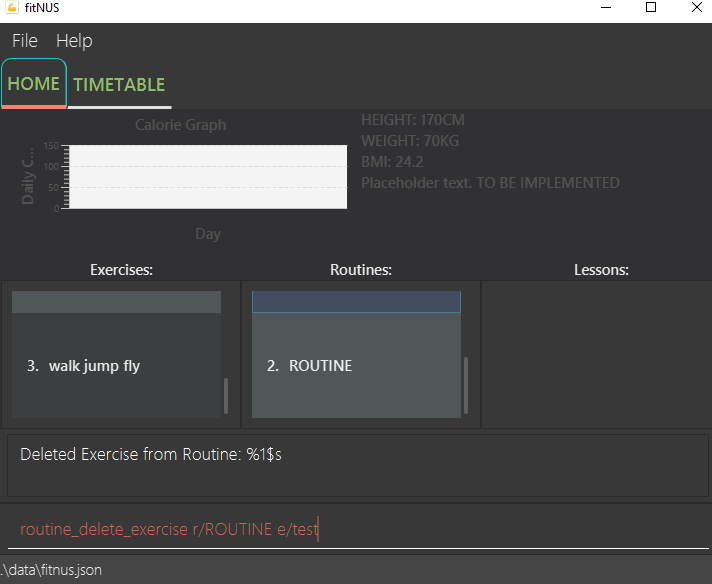 fitNUS
File Help
HOME TIMETABLE
Calorie Graph
Daily C...
150
100
50
0
Day
HEIGHT: 170CM
WEIGHT: 70KG
BMI: 24.2
Placeholder text. TO BE IMPLEMENTED
Exercises: Routines: Lessons:
3. walk jump fly
2. ROUTINE
Deleted Exercise from Routine: %1$s
routine_delete_exercise r/ROUTINE e/test
.\data\fitnus.json